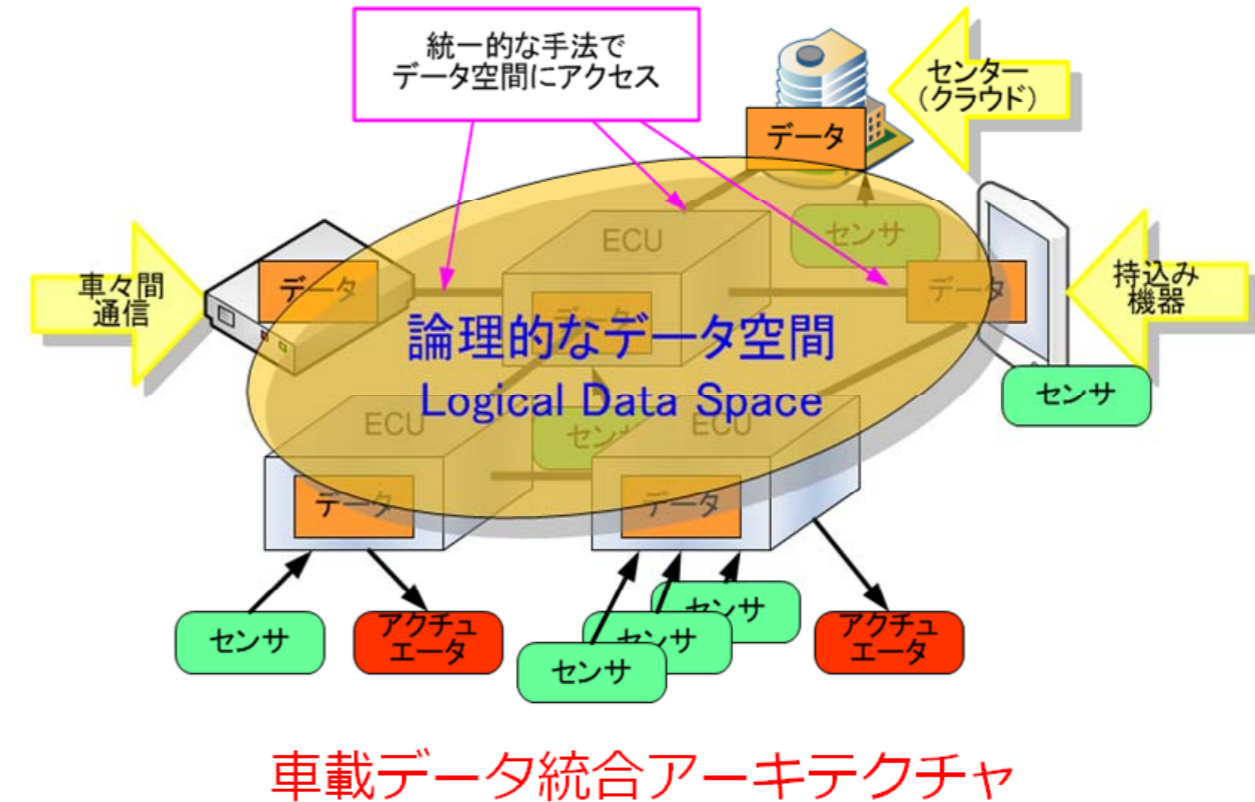 統一的な手法で
データ空間にアクセス
センター
(クラウド)
データ
センサ
ECU
車々間
通信
データ
データ
データ
持込み
機器
論理的なデータ空間
Logical Data Space
センサ
ECU
センサ
ECU
データ
データ
センサ
アクチュ
エータ
センサ
センサ
センサ
アクチュ
エータ
車載データ統合アーキテクチャ